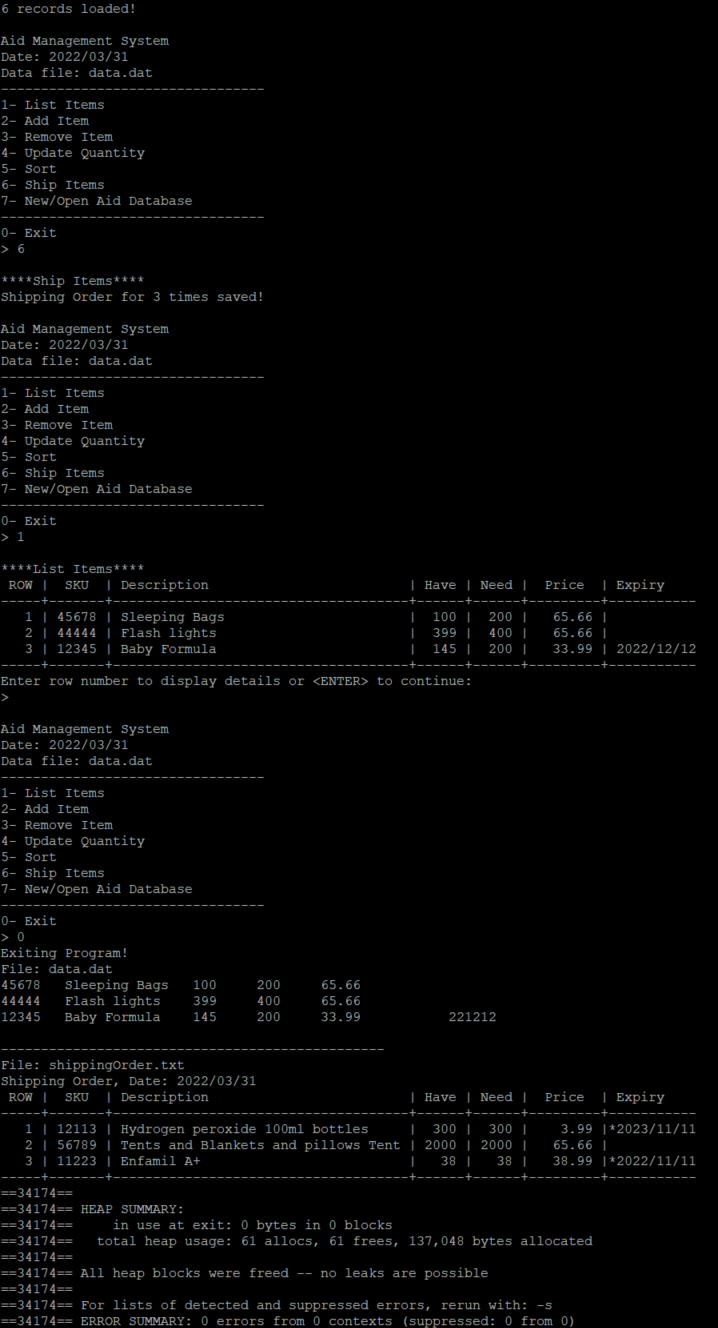 6 records loaded!

Aid Management System
Date: 2022/03/31
Data file: data.dat
---------------------------------
1- List Items
2- Add Item
3- Remove Item
4- Update Quantity
5- Sort
6- Ship Items
7- New/Open Aid Database
---------------------------------
0- Exit
> 6

****Ship Items****
Shipping Order for 3 times saved!

Aid Management System
Date: 2022/03/31
Data file: data.dat
---------------------------------
1- List Items
2- Add Item
3- Remove Item
4- Update Quantity
5- Sort
6- Ship Items
7- New/Open Aid Database
---------------------------------
0- Exit
> 1

****List Items****
 ROW |  SKU  | Description                         | Have | Need |  Price  | Expiry
-----+-------+-------------------------------------+------+------+---------+-----------
   1 | 45678 | Sleeping Bags                       |  100 |  200 |   65.66 |
   2 | 44444 | Flash lights                        |  399 |  400 |   65.66 |
   3 | 12345 | Baby Formula                        |  145 |  200 |   33.99 | 2022/12/12
-----+-------+-------------------------------------+------+------+---------+-----------
Enter row number to display details or <ENTER> to continue:
>

Aid Management System
Date: 2022/03/31
Data file: data.dat
---------------------------------
1- List Items
2- Add Item
3- Remove Item
4- Update Quantity
5- Sort
6- Ship Items
7- New/Open Aid Database
---------------------------------
0- Exit
> 0
Exiting Program!
File: data.dat
45678   Sleeping Bags   100     200     65.66
44444   Flash lights    399     400     65.66
12345   Baby Formula    145     200     33.99           221212

------------------------------------------------
File: shippingOrder.txt
Shipping Order, Date: 2022/03/31
 ROW |  SKU  | Description                         | Have | Need |  Price  | Expiry
-----+-------+-------------------------------------+------+------+---------+-----------
   1 | 12113 | Hydrogen peroxide 100ml bottles     |  300 |  300 |    3.99 |*2023/11/11
   2 | 56789 | Tents and Blankets and pillows Tent | 2000 | 2000 |   65.66 |
   3 | 11223 | Enfamil A+                          |   38 |   38 |   38.99 |*2022/11/11
-----+-------+-------------------------------------+------+------+---------+-----------
==34174==
==34174== HEAP SUMMARY:
==34174==     in use at exit: 0 bytes in 0 blocks
==34174==   total heap usage: 61 allocs, 61 frees, 137,048 bytes allocated
==34174==
==34174== All heap blocks were freed -- no leaks are possible
==34174==
==34174== For lists of detected and suppressed errors, rerun with: -s
==34174== ERROR SUMMARY: 0 errors from 0 contexts (suppressed: 0 from 0)